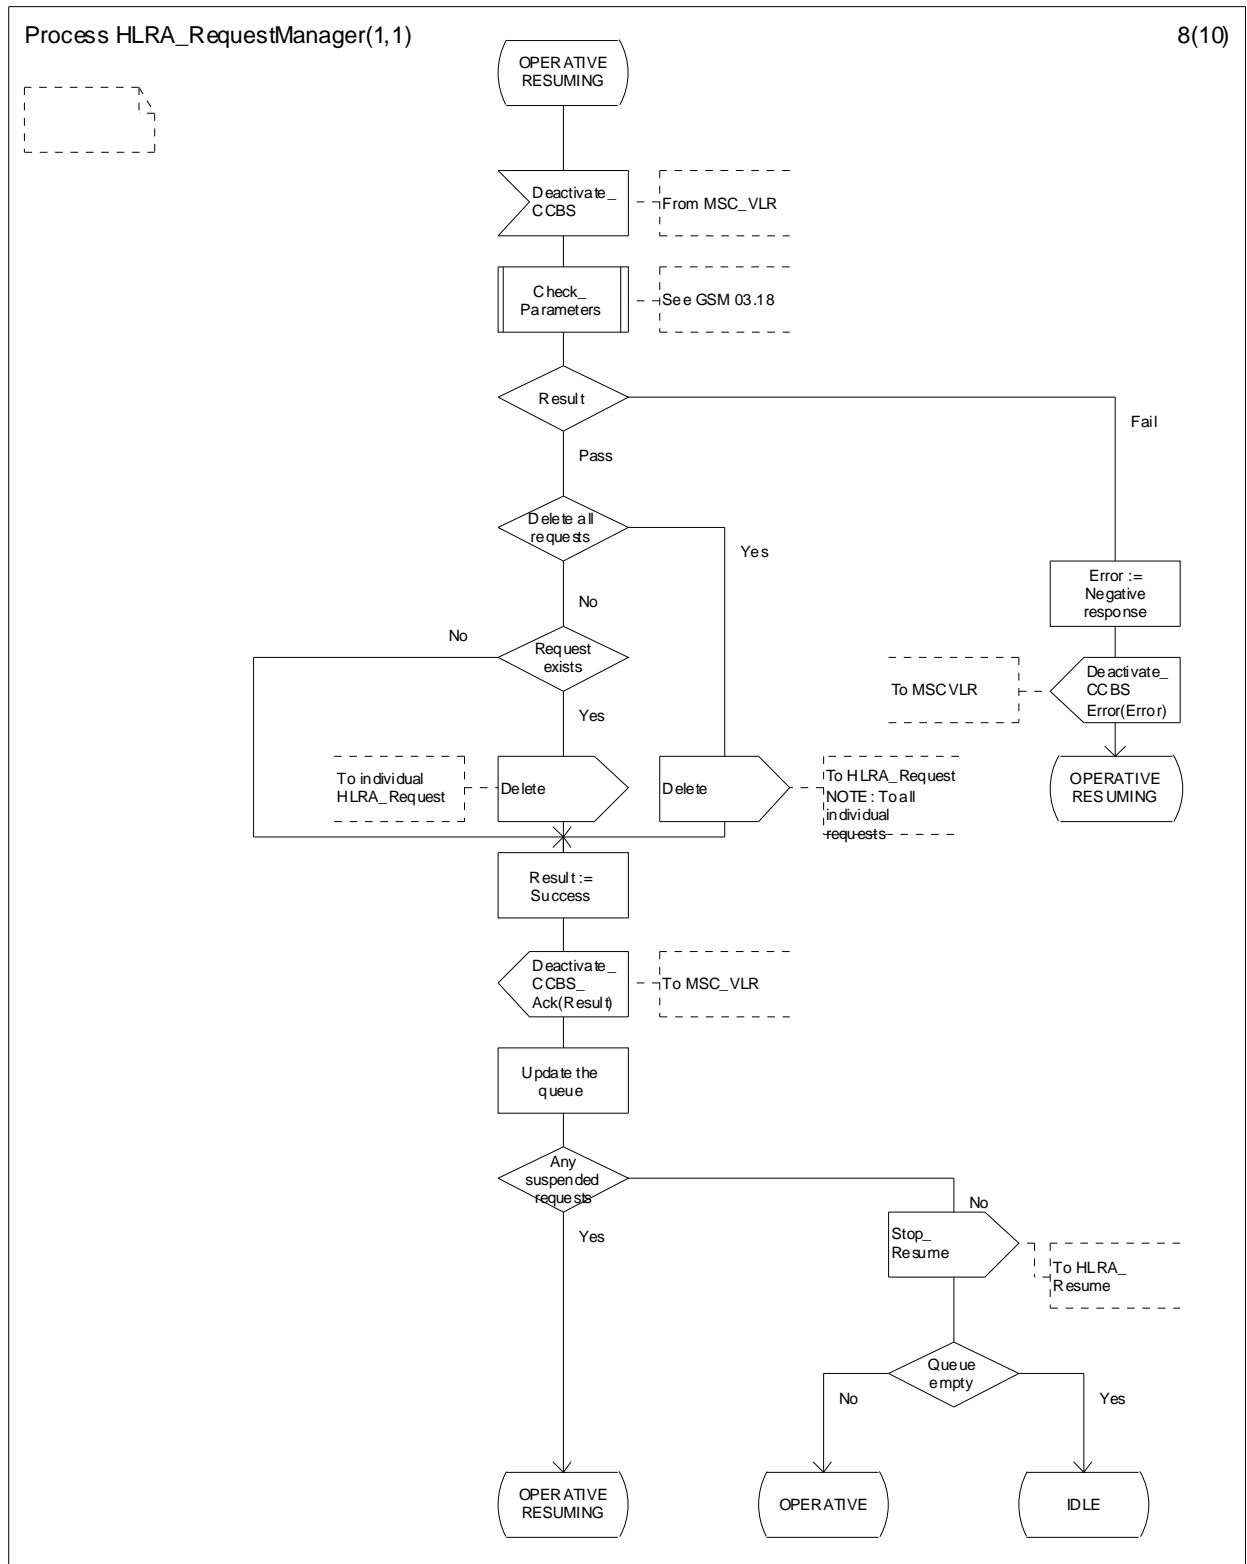 Process HLRA_RequestManager(1,1)
8(10)
OPERATIVE
RESUMING
Deactivate_
CCBS
From MSC_VLR
Check_
Parameters
See GSM 03.18
Result
Fail
Pass
Delete all
requests
Yes
No
Error :=
Negative
response
No
Request
exists
To MSCVLR
Deactivate_
CCBS
Error(Error)
Yes
To individual
HLRA_Request
Delete
Delete
To HLRA_Request
NOTE: To all
individual
requests
OPERATIVE
RESUMING
Result :=
Success
Deactivate_
CCBS_
Ack(Result)
To MSC_VLR
Update the
queue
Any
suspended
requests
No
Yes
Stop_
Resume
To HLRA_
Resume
Queue
empty
No
Yes
OPERATIVE
RESUMING
OPERATIVE
IDLE